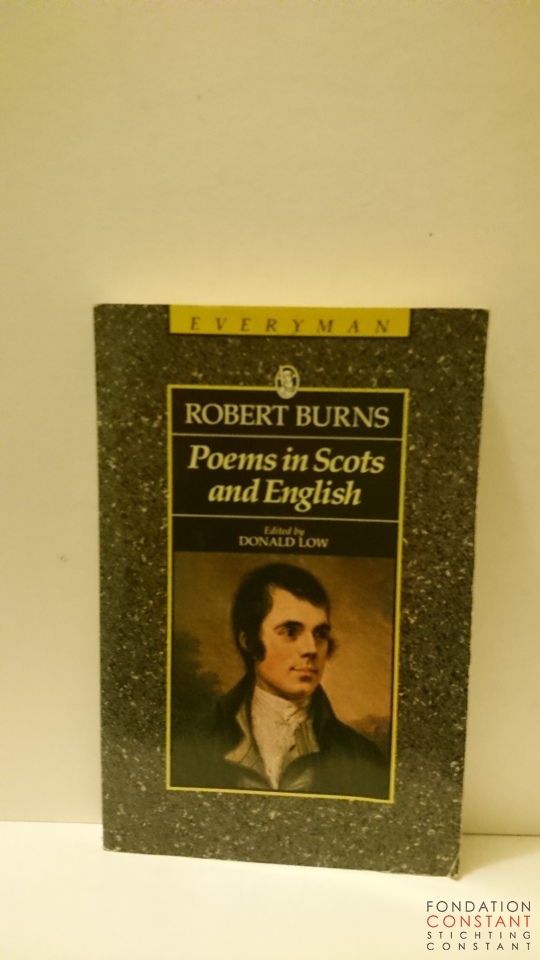 EVERYMAN
ROBERT BURNS
Poems in Scots
and English
Edited by
DONALD LOW
FONDATION
CONSTANT
STICHTING
CONSTANT